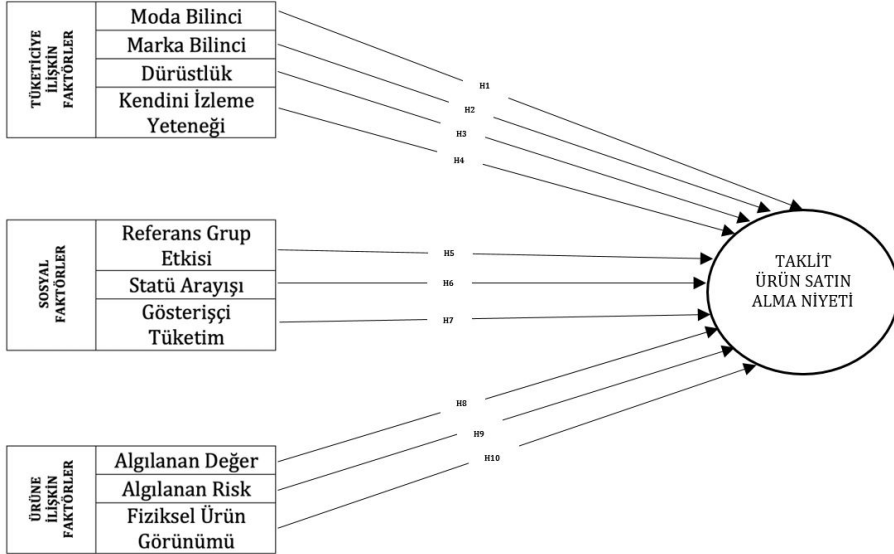 TÜKETİCİYE
İLİŞKİN
FAKTÖRLER
Moda Bilinci
Marka Bilinci
Dürüstlük
Kendini İzleme
Yeteneği
H1
H2
H3
H4
SOSYAL
FAKTÖRLER
Referans Grup
Etkisi
Statü Arayışı
Gösterişçi
Tüketim
H5
H6
H7
TAKLİT
ÜRÜN SATIN
ALMA NİYETİ
ÜRÜNE
İLİŞKİN
FAKTÖRLER
Algılanan Değer
Algılanan Risk
Fiziksel Ürün
Görünümü
H8
H9
H10